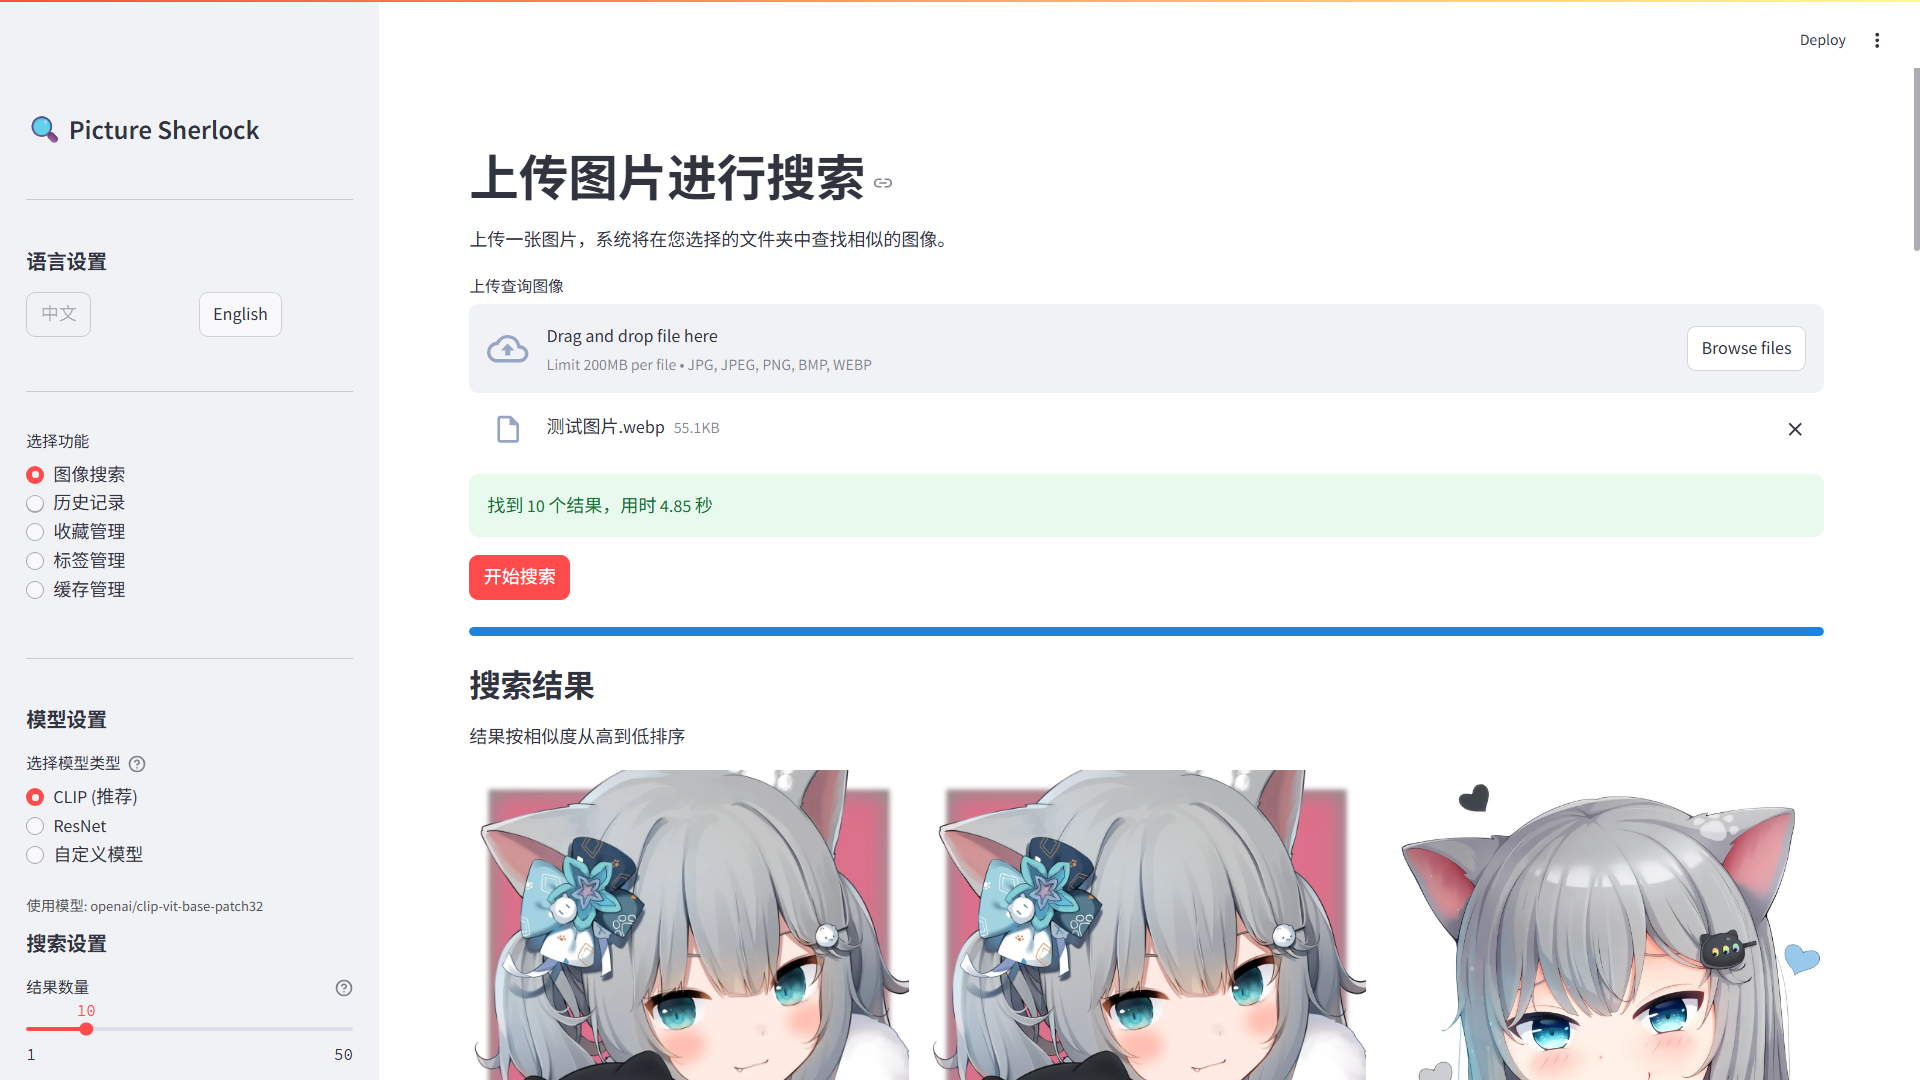 Deploy
Picture Sherlock
语言设置
中文
English
选择功能
图像搜索
历史记录
收藏管理
标签管理
缓存管理
模型设置
选择模型类型
CLIP (推荐)
ResNet
自定义模型
使用模型: openai/clip-vit-base-patch32
搜索设置
结果数量
10
1
50
上传图片进行搜索
上传一张图片，系统将在您选择的文件夹中查找相似的图像。
上传查询图像
Drag and drop file here
Limit 200MB per file • JPG, JPEG, PNG, BMP, WEBP
Browse files
测试图片.webp 55.1KB
找到 10 个结果，用时 4.85 秒
开始搜索
搜索结果
结果按相似度从高到低排序